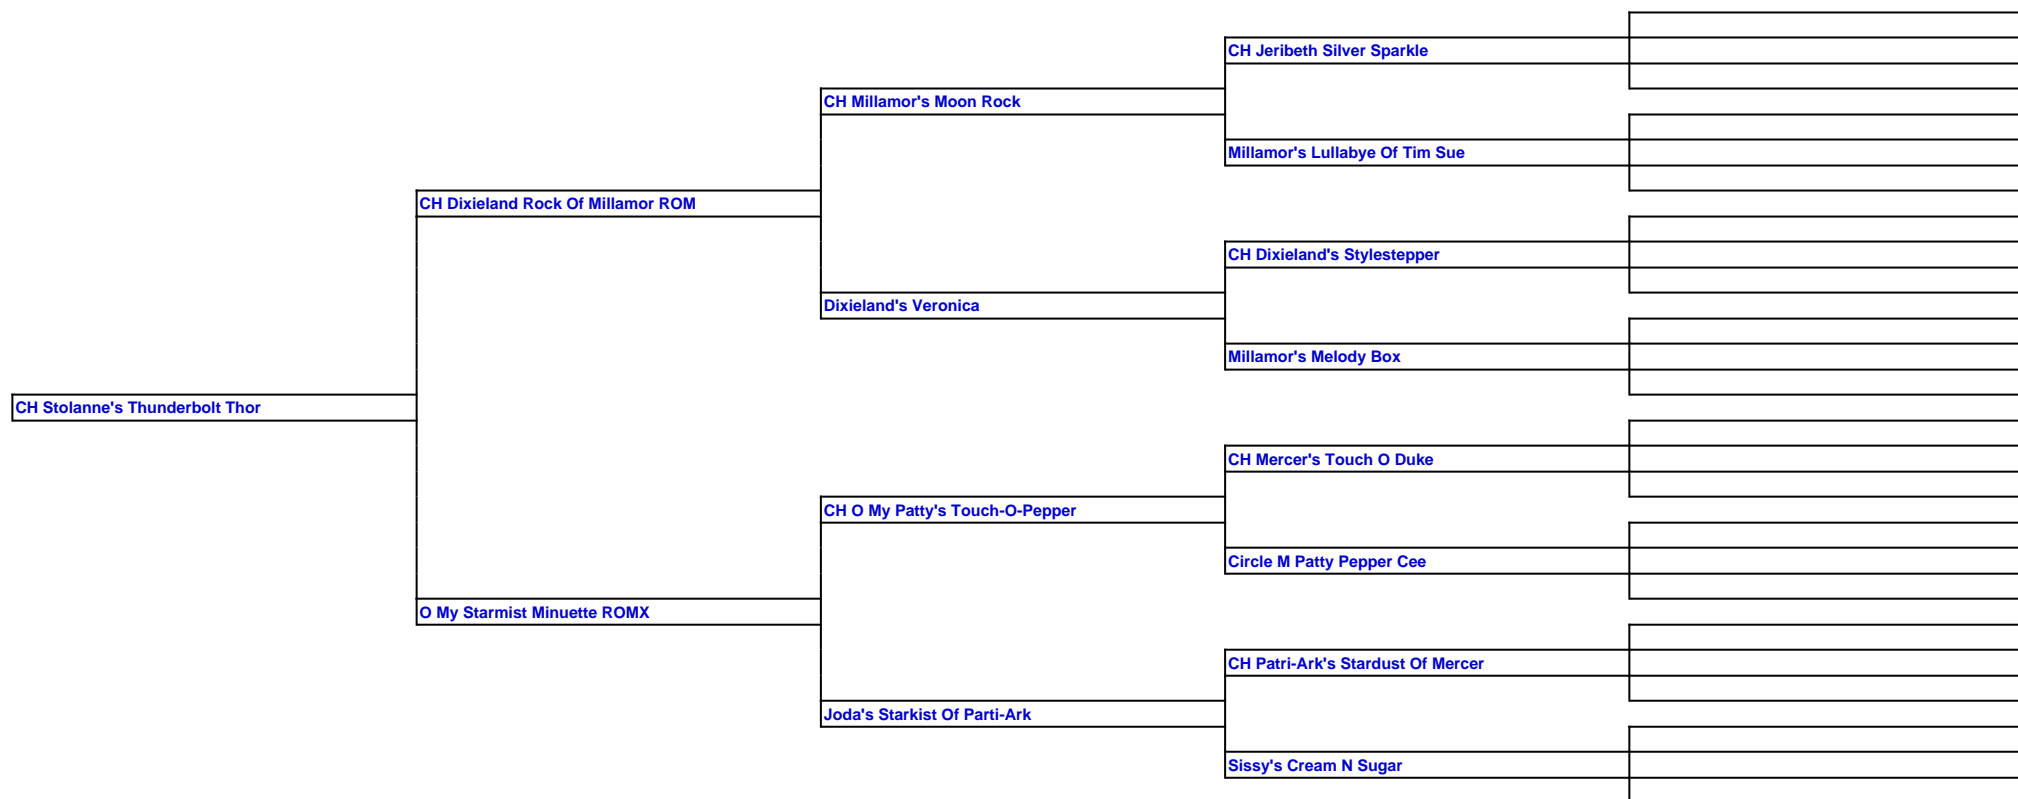 CH Jeribeth Silver Sparkle
CH Millamor's Moon Rock
Millamor's Lullabye Of Tim Sue
CH Dixieland Rock Of Millamor ROM
CH Dixieland's Stylestepper
Dixieland's Veronica
Millamor's Melody Box
CH Stolanne's Thunderbolt Thor
CH Mercer's Touch O Duke
CH O My Patty's Touch-O-Pepper
Circle M Patty Pepper Cee
O My Starmist Minuette ROMX
CH Patri-Ark's Stardust Of Mercer
Joda's Starkist Of Parti-Ark
Sissy's Cream N Sugar